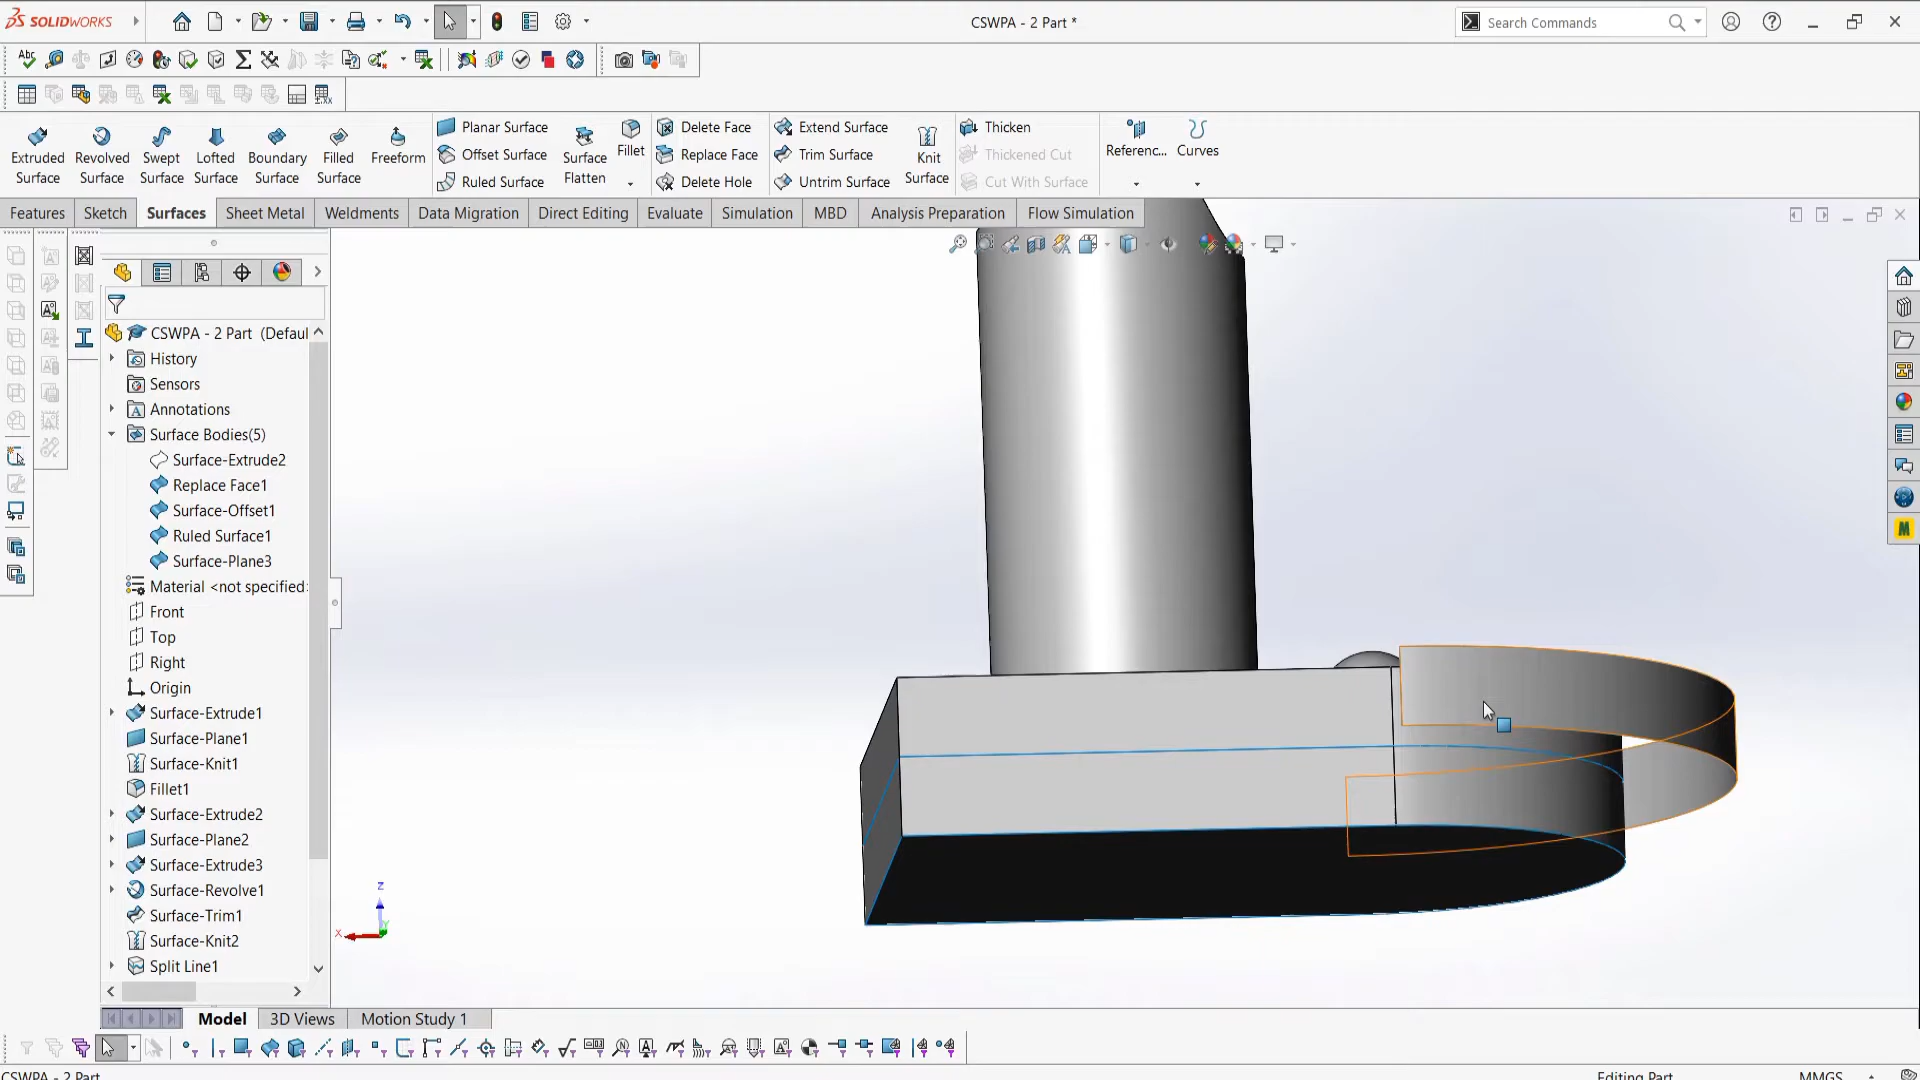 SOLIDWORKS
CSWPA - 2 Part *
Search Commands
Extruded Surface
Revolved Surface
Swept Surface
Lofted Surface
Boundary Surface
Filled Surface
Freeform
Planar Surface
Offset Surface
Ruled Surface
Surface Flatten
Fillet
Delete Face
Replace Face
Delete Hole
Extend Surface
Trim Surface
Untrim Surface
Knit Surface
Thicken
Thickened Cut
Cut With Surface
Referenc...
Curves
Features
Sketch
Surfaces
Sheet Metal
Weldments
Data Migration
Direct Editing
Evaluate
Simulation
MBD
Analysis Preparation
Flow Simulation
CSWPA - 2 Part (Defaul
History
Sensors
Annotations
Surface Bodies(5)
Surface-Extrude2
Replace Face1
Surface-Offset1
Ruled Surface1
Surface-Plane3
Material <not specified>
Front
Top
Right
Origin
Surface-Extrude1
Surface-Plane1
Surface-Knit1
Fillet1
Surface-Extrude2
Surface-Plane2
Surface-Extrude3
Surface-Revolve1
Surface-Trim1
Surface-Knit2
Split Line1
Z
X
Y
Model
3D Views
Motion Study 1
CSWPA - 2 Part
Editing Part
MMGS